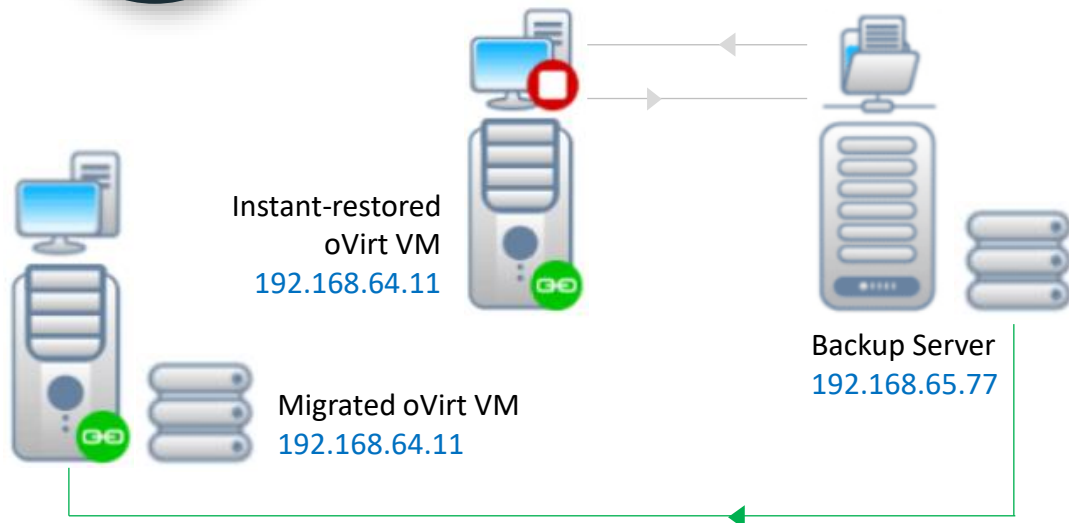 Instant-restored
oVirt VM
192.168.64.11
Backup Server
192.168.65.77
Migrated oVirt VM
192.168.64.11